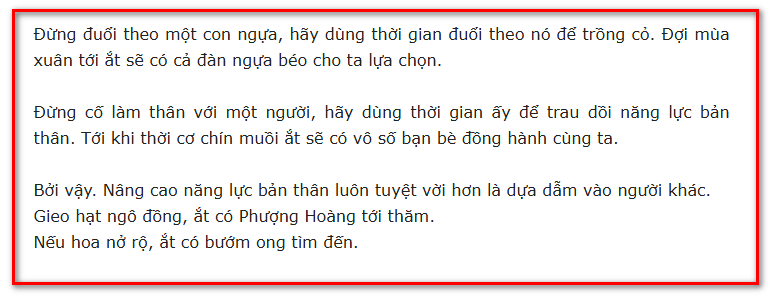 Đừng đuổi theo một con ngựa, hãy dùng thời gian đuổi theo nó để trồng cỏ. Đợi mùa
xuân tới ắt sẽ có cả đàn ngựa béo cho ta lựa chọn.
Đừng cố làm thân với một người, hãy dùng thời gian ấy để trau dồi năng lực bản
thân. Tới khi thời cơ chín muồi ắt sẽ có vô số bạn bè đồng hành cùng ta.
Bởi vậy. Nâng cao năng lực bản thân luôn tuyệt vời hơn là dựa dẫm vào người khác.
Gieo hạt ngô đồng, ắt có Phượng Hoàng tới thăm.
Nếu hoa nở rộ, ắt có bướm ong tìm đến.